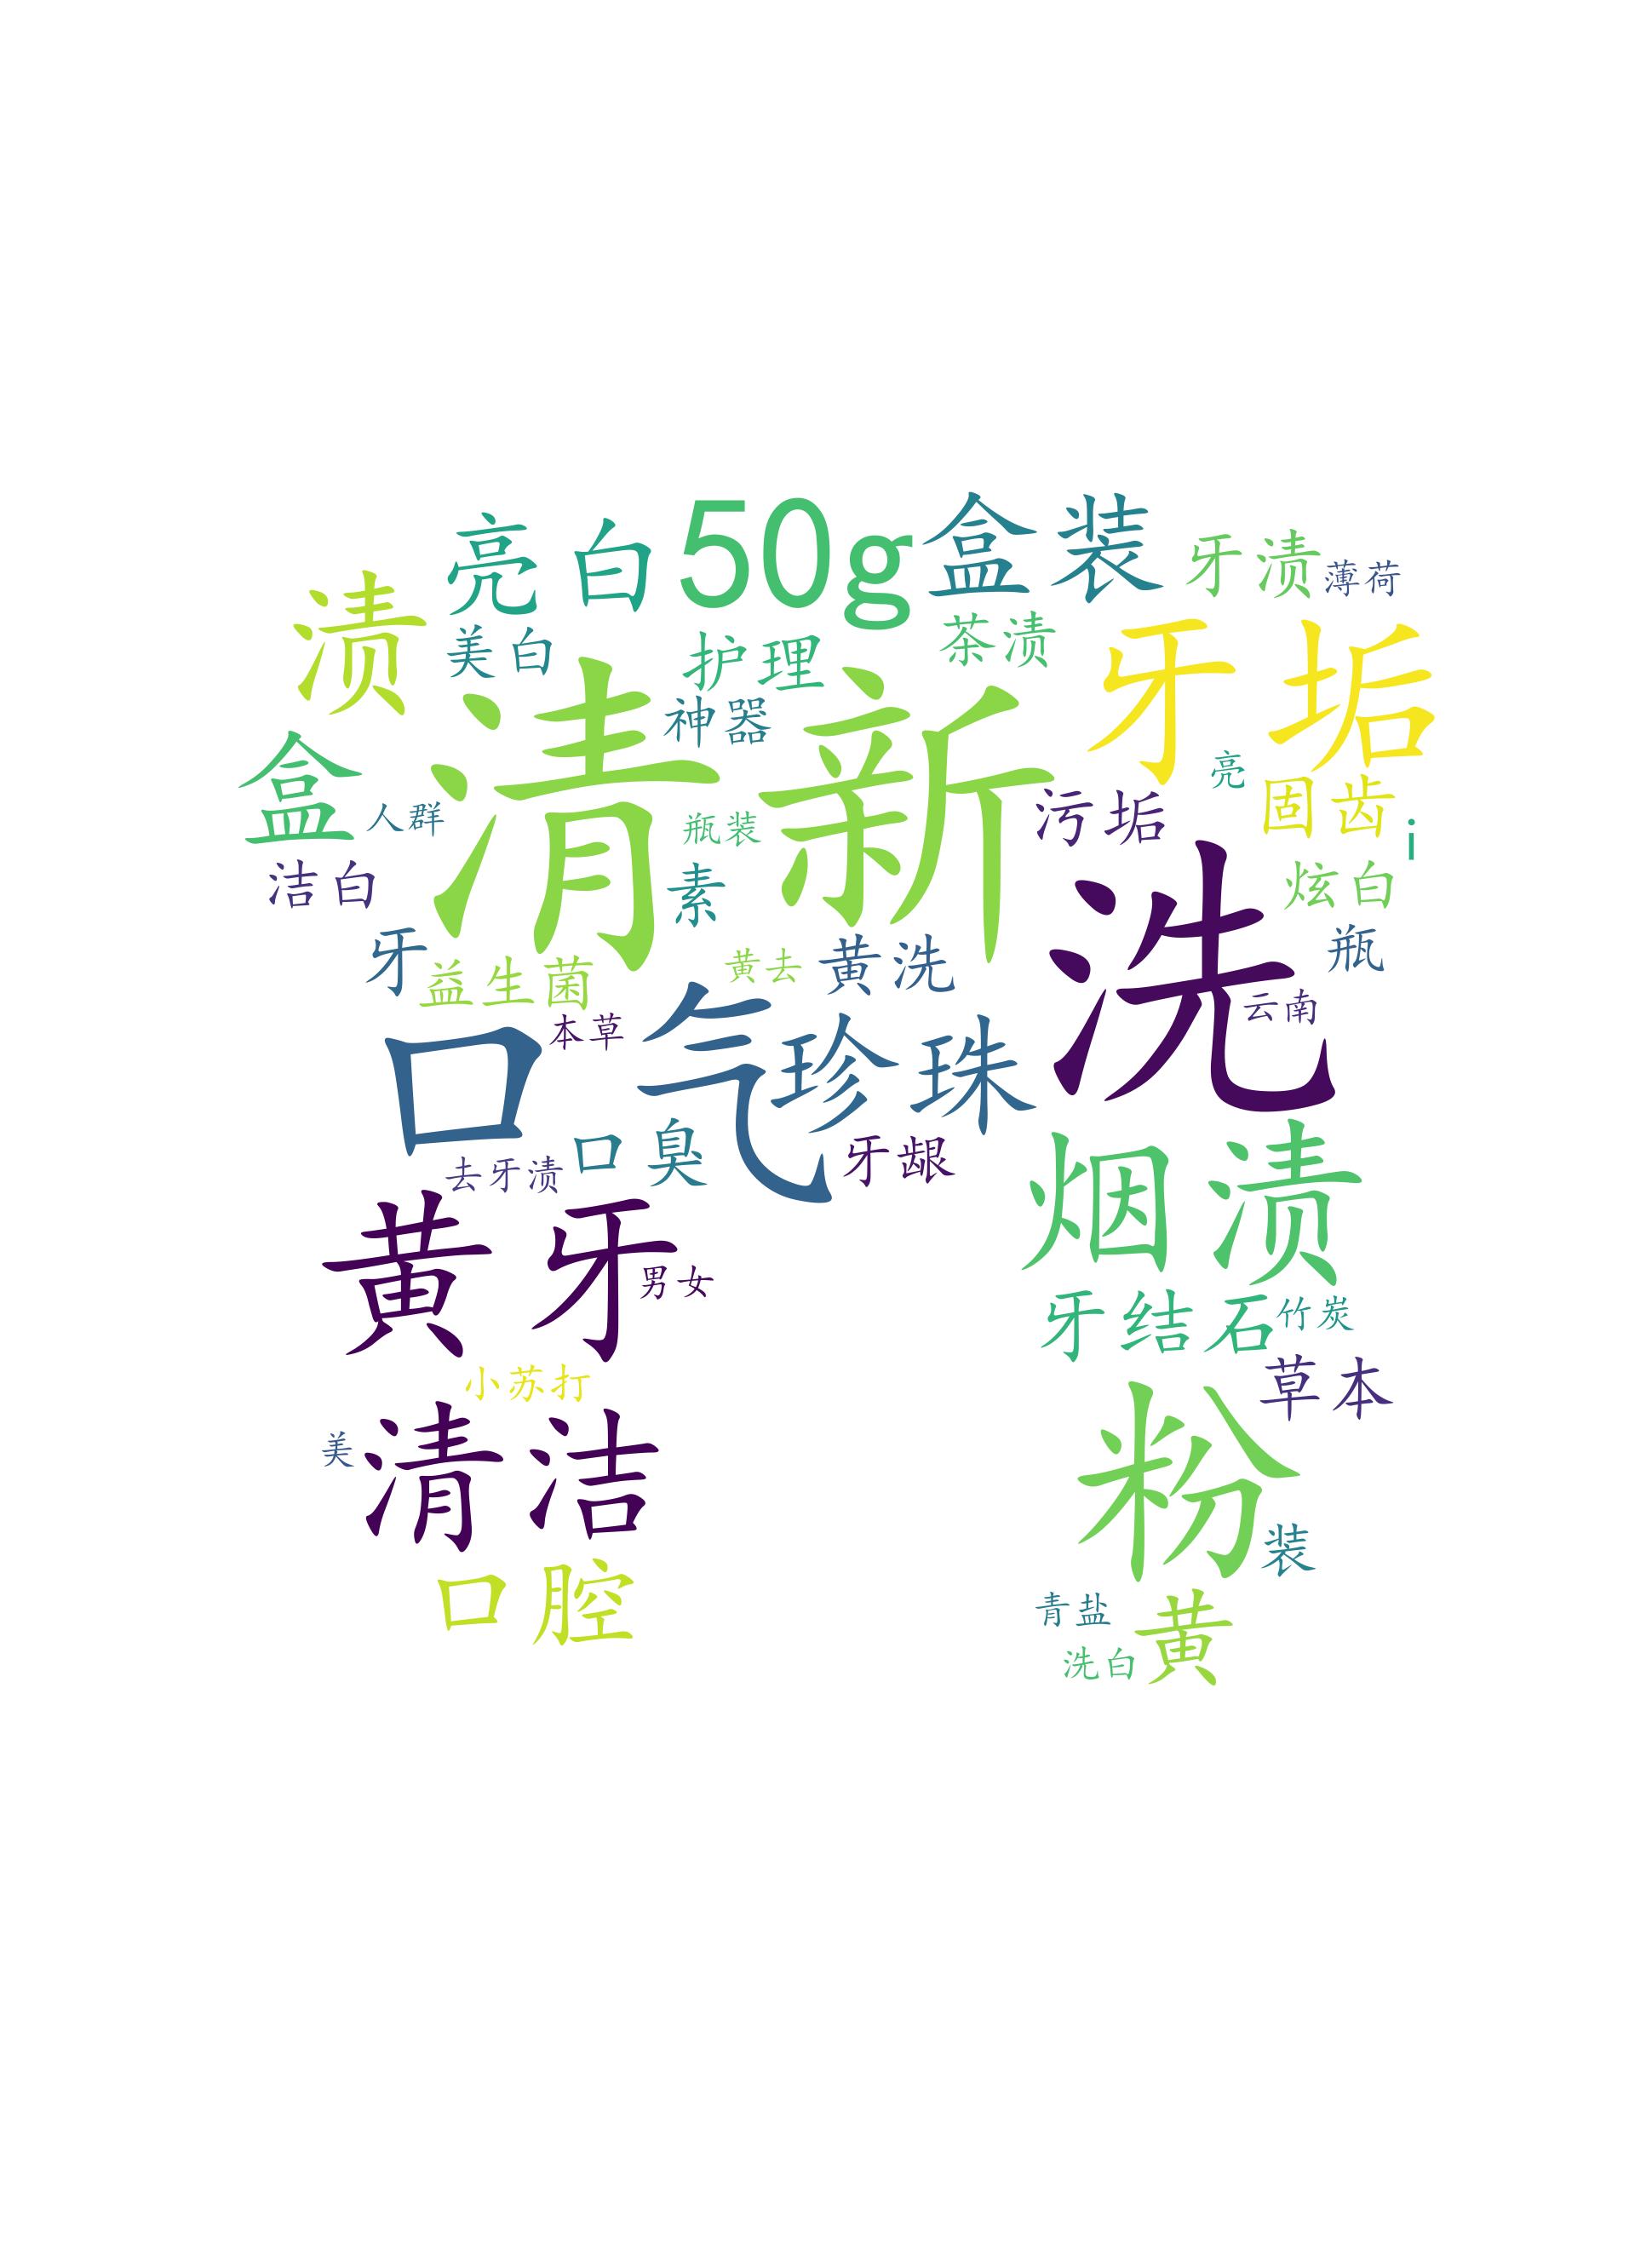 亮白
50g
盒装
牙渍
薄荷
渍
美白
护理
茶渍
牙垢
清新
神器
盒
人群
瓶装
污垢
亮
固齿
i
洁白
素
炫白
洗
牙
益生菌
黄去
黄洗
瓶
云南
本草
口气
珍珠
去牙渍
口臭
牙龈
烟渍
黄牙
男女
牙结石
竹炭
小苏打
草本
美
清洁
粉
装
口腔
青盐
洗白
黄